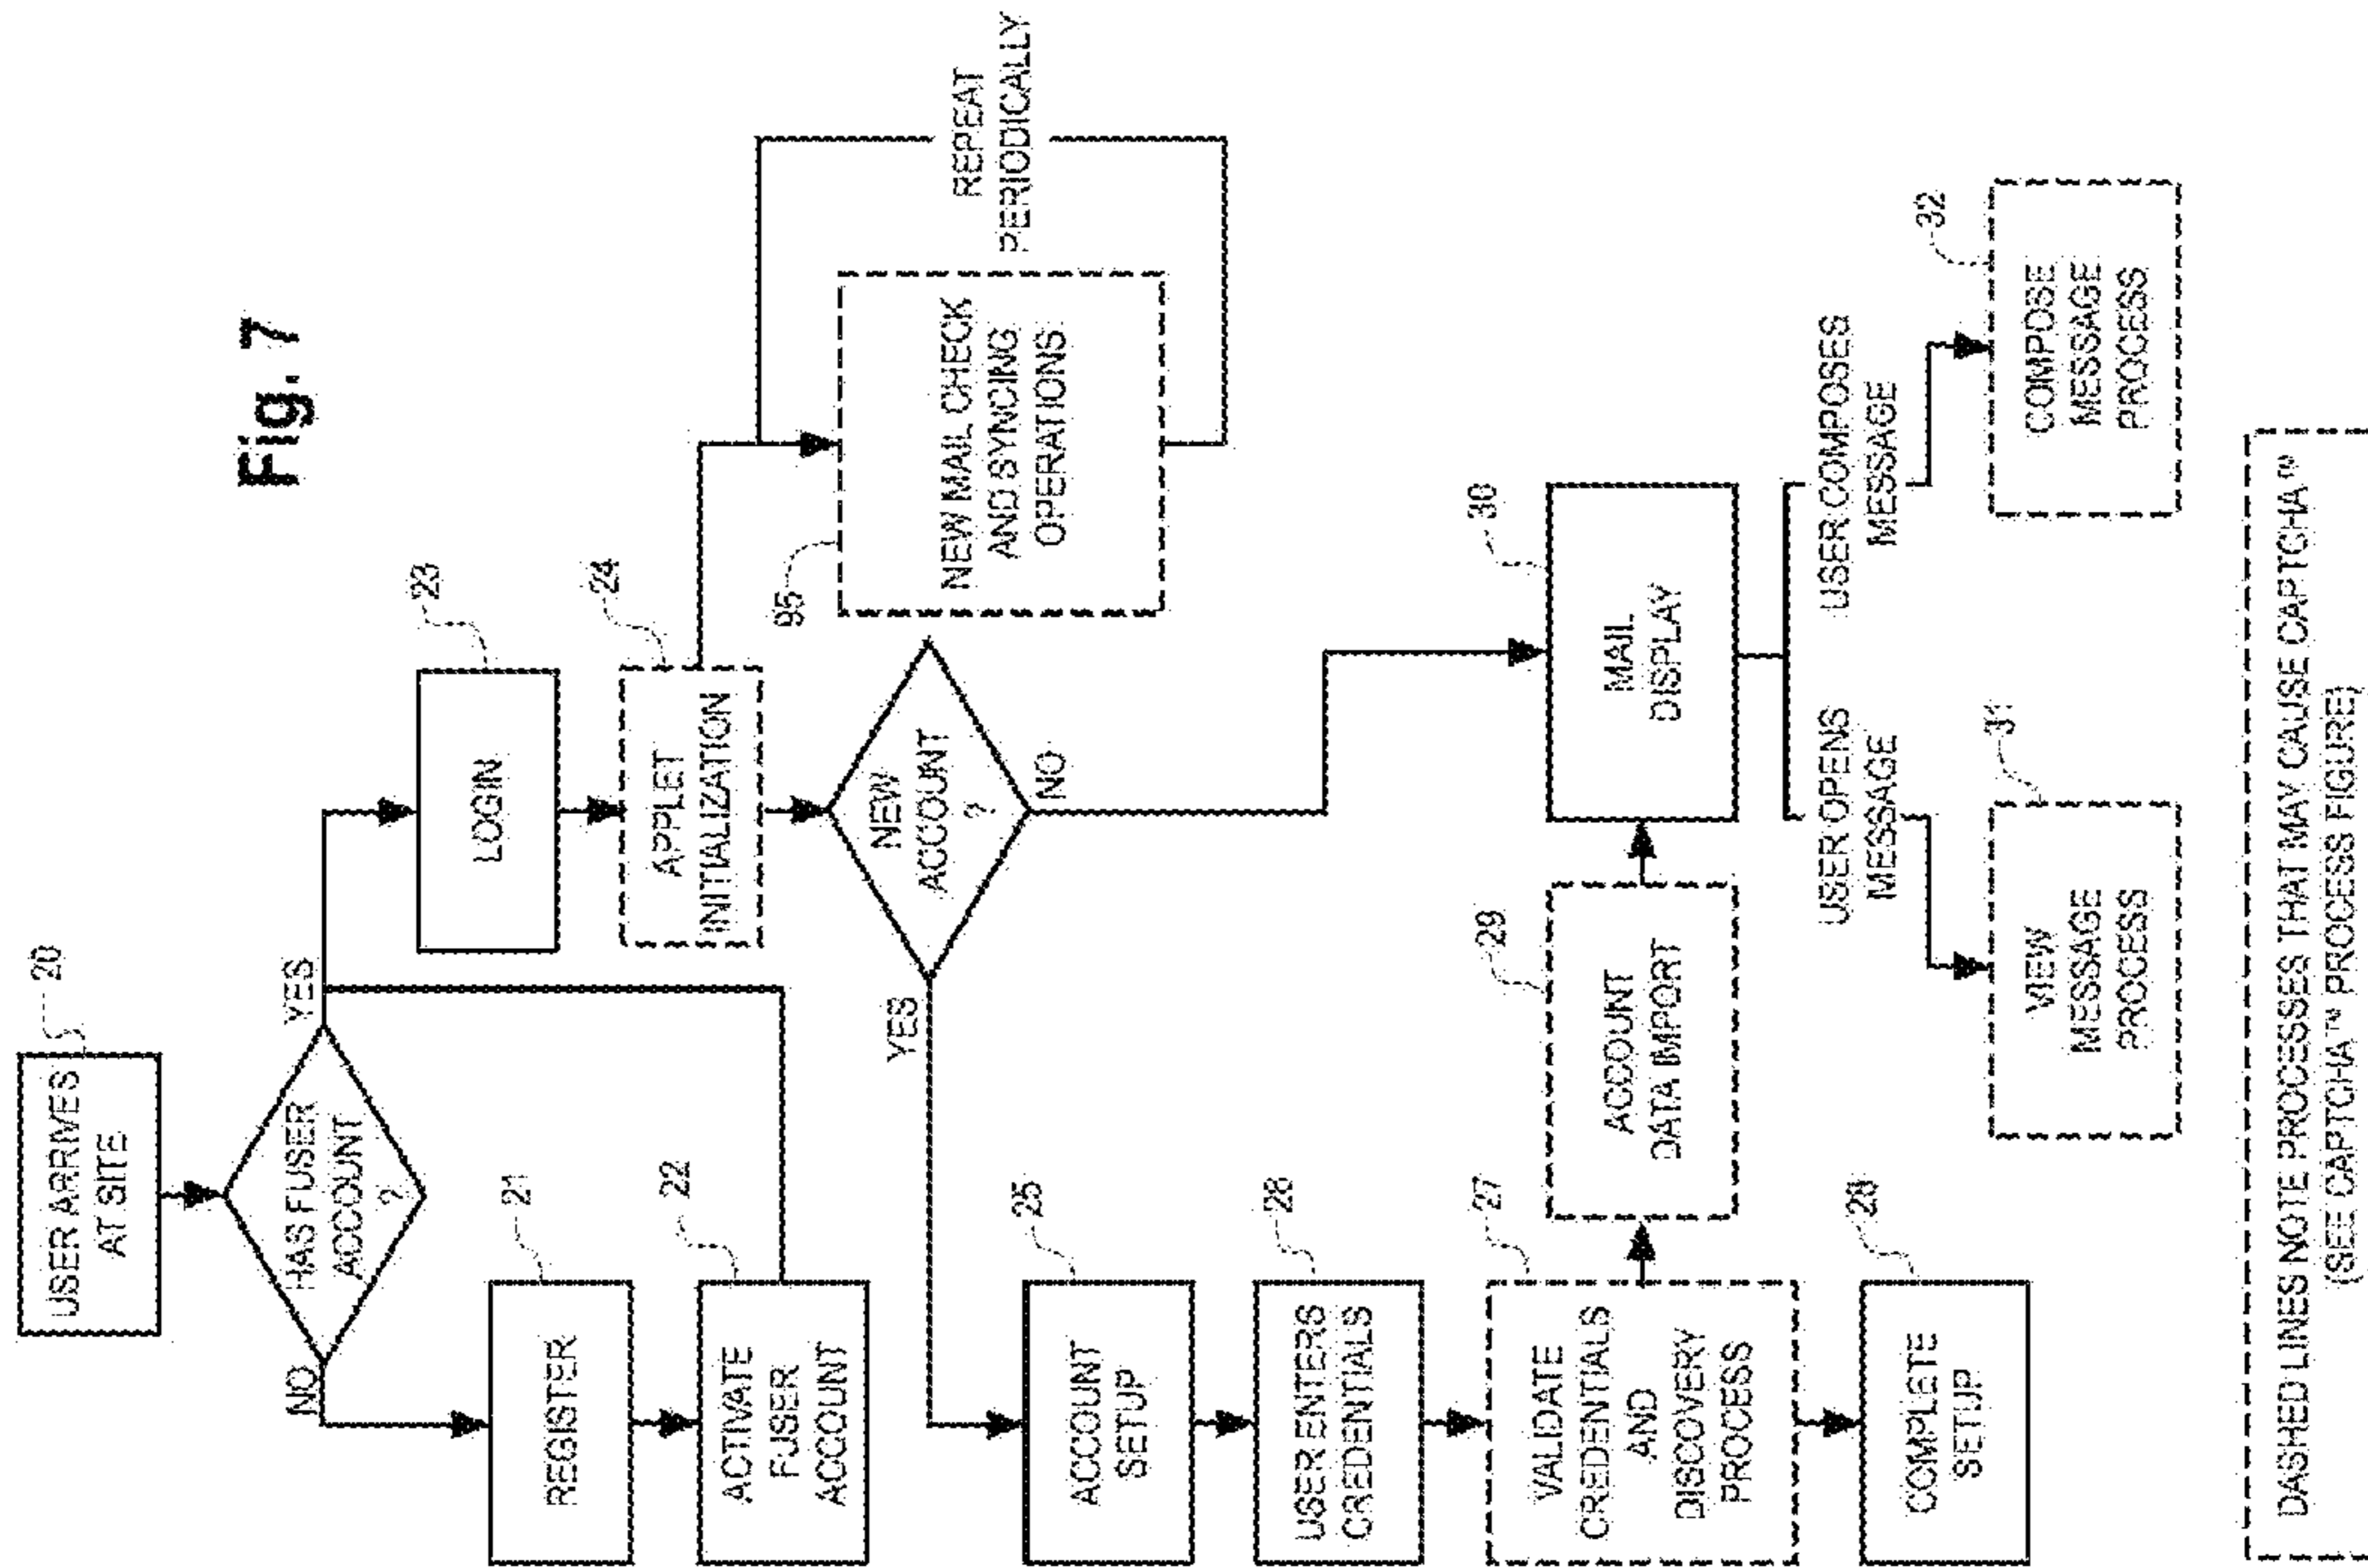 Fig. 7
USER ARRIVES
AT SITE
20
HAS FUSER
ACCOUNT
?
NO
YES
REGISTER
21
ACTIVATE
FUSER
ACCOUNT
22
LOGIN
23
APPLET
INITIALIZATION
24
NEW MAIL CHECK
AND SYNCING
OPERATIONS
95
REPEAT
PERIODICALLY
NEW
ACCOUNT
?
YES
NO
ACCOUNT
SETUP
25
USER ENTERS
CREDENTIALS
VALIDATE
CREDENTIALS
AND
DISCOVERY
PROCESS
27
COMPLETE
SETUP
28
ACCOUNT
DATA IMPORT
29
MAIL
DISPLAY
30
USER OPENS
MESSAGE
USER COMPOSES
MESSAGE
VIEW
MESSAGE
PROCESS
31
COMPOSE
MESSAGE
PROCESS
32
DASHED LINES NOTE PROCESSES THAT MAY CAUSE CAPTCHA™
(SEE CAPTCHA™ PROCESS FIGURE)